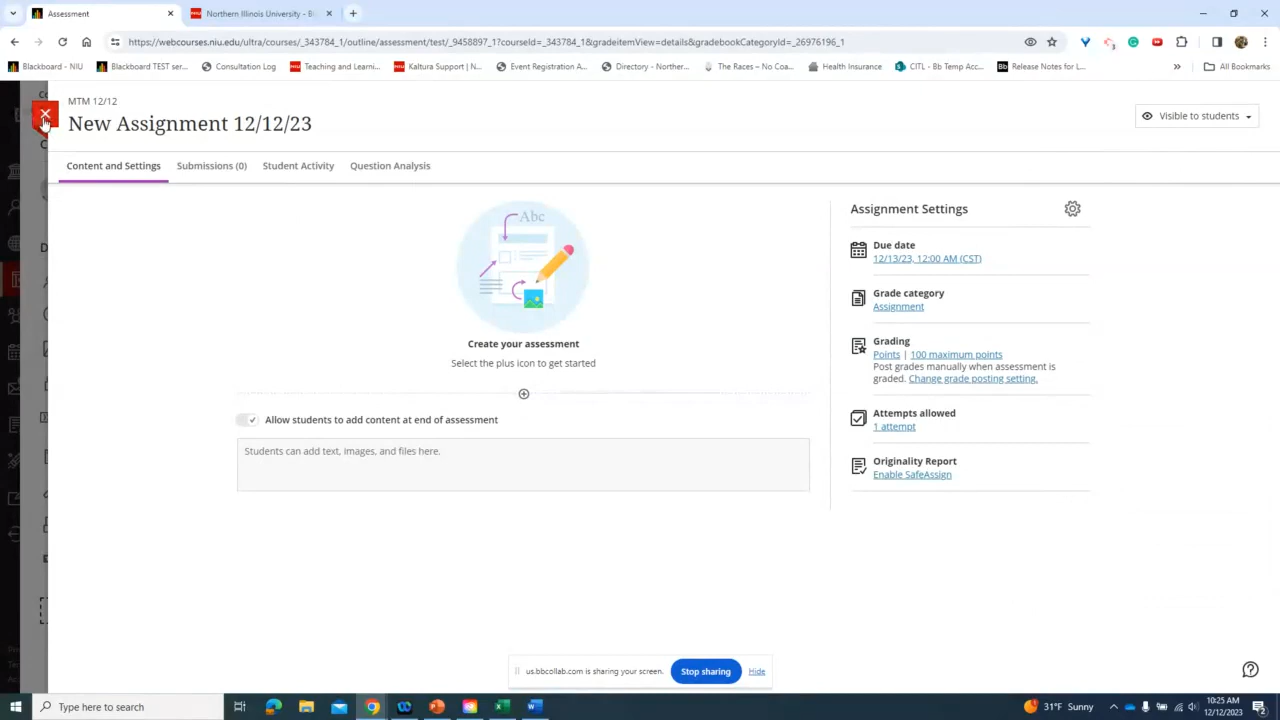 Assessment
Northern Illinois University - B
https://webcourses.niu.edu/ultra/courses/_343784_1/outline/assessment/test/_9458897_1?courseId=_343784_1&gradeitemView=details&gradebookCategoryId=_26976196_1
Blackboard - NIU
Blackboard TEST ser...
Consultation Log
Teaching and Learni...
Kaltura Support | N...
Event Registration A...
Directory - Norther...
The Races – No Coa...
Health Insurance
CITL - Bb Temp Acc...
Release Notes for L...
»
All Bookmarks
MTM 12/12
New Assignment 12/12/23
Visible to students
Content and Settings
Submissions (0)
Student Activity
Question Analysis
Abc
Create your assessment
Select the plus icon to get started
Allow students to add content at end of assessment
Students can add text, images, and files here.
Assignment Settings
Due date
12/13/23, 12:00 AM (CST)
Grade category
Assignment
Grading
Points | 100 maximum points
Post grades manually when assessment is
graded. Change grade posting setting.
Attempts allowed
1 attempt
Originality Report
Enable SafeAssign
us.bbcollab.com is sharing your screen.
Stop sharing
Hide
Type here to search
31°F Sunny
10:25 AM
12/12/2023
2